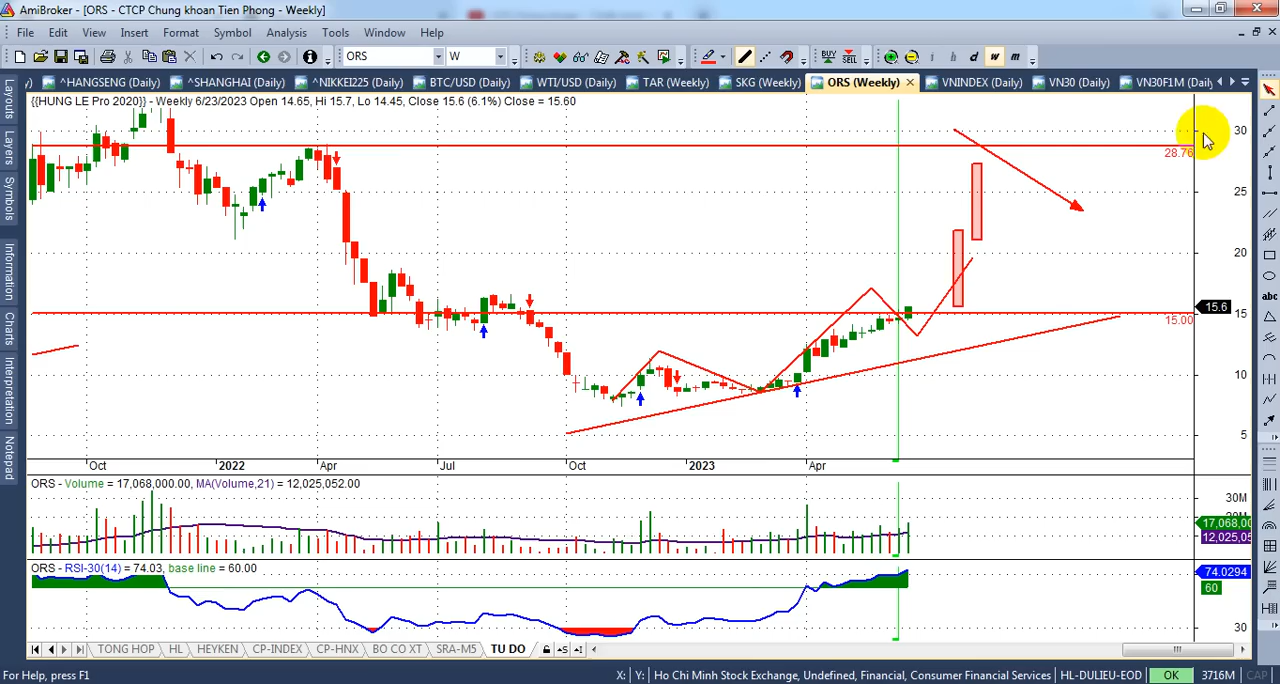 AmiBroker - [ORS - CTCP Chung khoan Tien Phong - Weekly]
File Edit View Insert Format Symbol Analysis Tools Window Help
ORS W BUY SELL h i d w m
^HANGSENG (Daily) ^SHANGHAI (Daily) ^NIKKEI225 (Daily) BTC/USD (Daily) WTI/USD (Daily) TAR (Weekly) SKG (Weekly) ORS (Weekly) VNINDEX (Daily) VN30 (Daily) VN30F1M (Daily)
Layouts
Layers
Symbols
Information
Charts
Interpretation
Notepad
{{HUNG LE Pro 2020}} - Weekly 6/23/2023 Open 14.65, Hi 15.7, Lo 14.45, Close 15.6 (6.1%) Close = 15.60
30
28.76
25
20
15.6
15
15.00
10
5
abc
Oct 2022 Apr Jul Oct 2023 Apr
ORS - Volume = 17,068,000.00, MA(Volume,21) = 12,025,052.00
30M
17,068,00
12,025,05
ORS - RSI-30(14) = 74.03, base line = 60.00
74.0294
60
30
TONG HOP HL HEYKEN CP-INDEX CP-HNX BO CO XT SRA-M5 TU DO
For Help, press F1 X: Y: Ho Chi Minh Stock Exchange, Undefined, Financial, Consumer Financial Services HL-DULIEU-EOD OK 3716M CAP